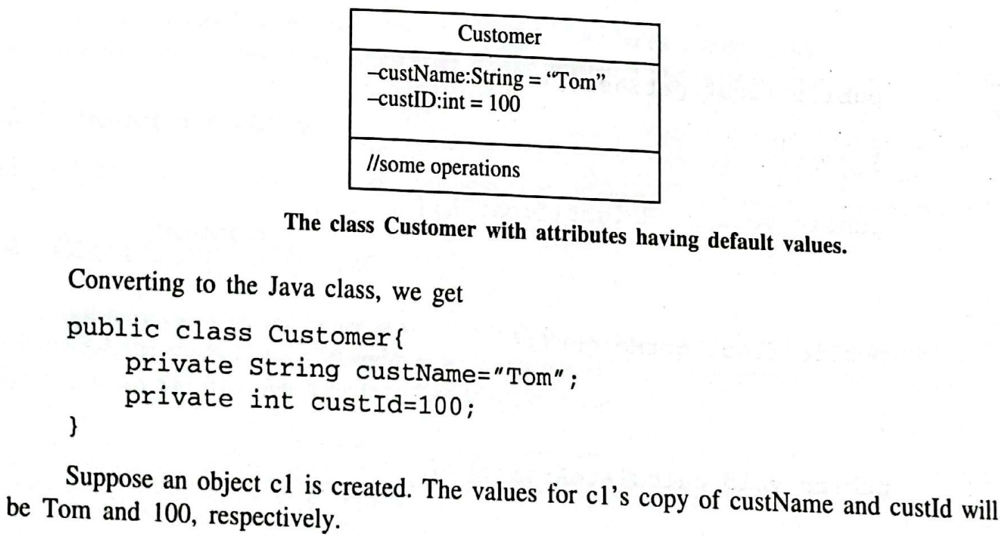 Customer
–custName:String = “Tom”
–custID:int = 100
//some operations
The class Customer with attributes having default values.
Converting to the Java class, we get
public class Customer{
private String custName="Tom";
private int custId=100;
}
Suppose an object c1 is created. The values for c1’s copy of custName and custId will
be Tom and 100, respectively.